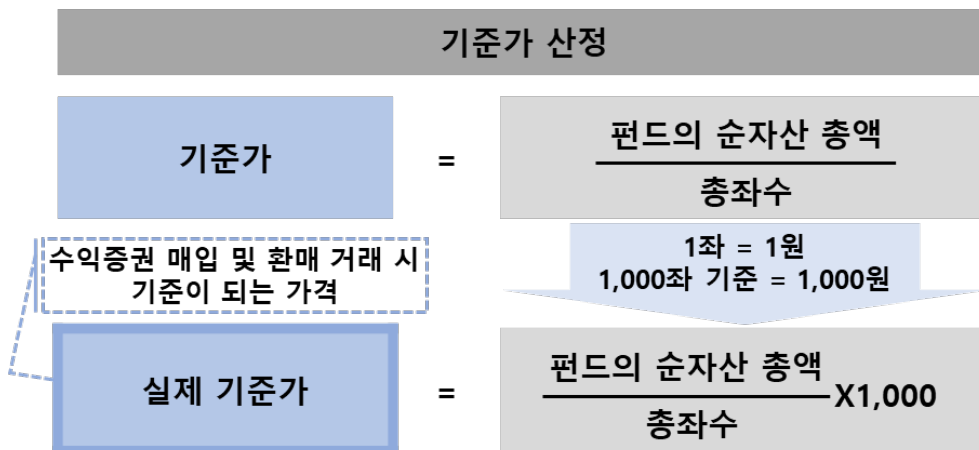 기준가 산정
기준가
=
펀드의 순자산 총액
총좌수
수익증권 매입 및 환매 거래 시
기준이 되는 가격
1좌 = 1원
1,000좌 기준 = 1,000원
실제 기준가
=
펀드의 순자산 총액
총좌수
X1,000